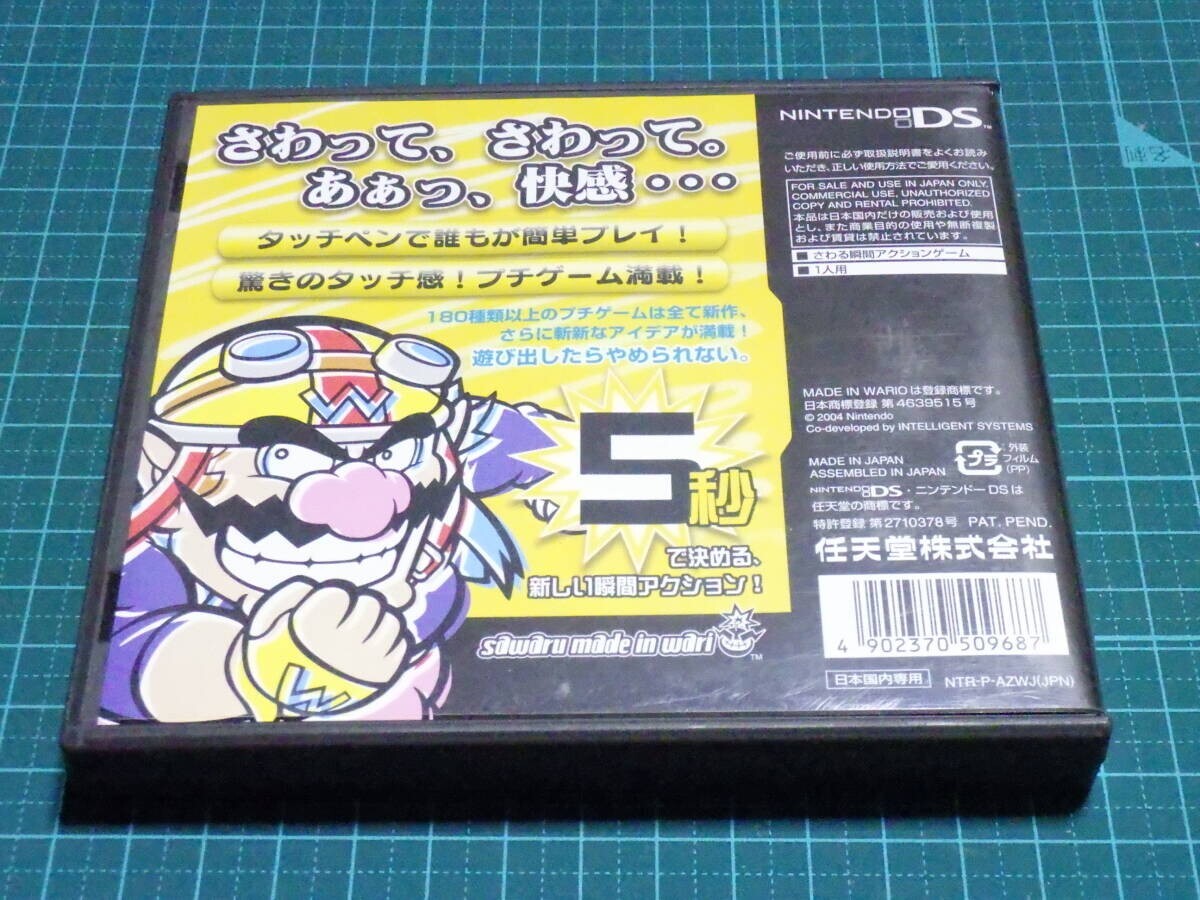 さわって、さわって。
あぁっ、快感・・・
タッチペンで誰もが簡単プレイ!
驚きのタッチ感!プチゲーム満載!
180種類以上のプチゲームは全て新作、
さらに斬新なアイデアが満載!
遊び出したらやめられない。
W
5秒
で決める、
新しい瞬間アクション!
W
sawaru made in wario™
NINTENDO DS™
ご使用前に必ず取扱説明書をよくお読み
いただき、正しい使用方法でご愛用ください。
FOR SALE AND USE IN JAPAN ONLY.
COMMERCIAL USE, UNAUTHORIZED
COPY AND RENTAL PROHIBITED.
本品は日本国内だけの販売および使用
とし、また商業目的の使用や無断複製
および賃貸は禁止されています。
■ さわる瞬間アクションゲーム
■ 1人用
MADE IN WARIOは登録商標です。
日本商標登録 第4639515号
© 2004 Nintendo
Co-developed by INTELLIGENT SYSTEMS
MADE IN JAPAN
ASSEMBLED IN JAPAN
プラ
外装
フィルム
(PP)
NINTENDO DS・ニンテンドーDSは
任天堂の商標です。
特許登録 第2710378号 PAT. PEND.
任天堂株式会社
4 902370 509687
日本国内専用
NTR-P-AZWJ(JPN)
名刺